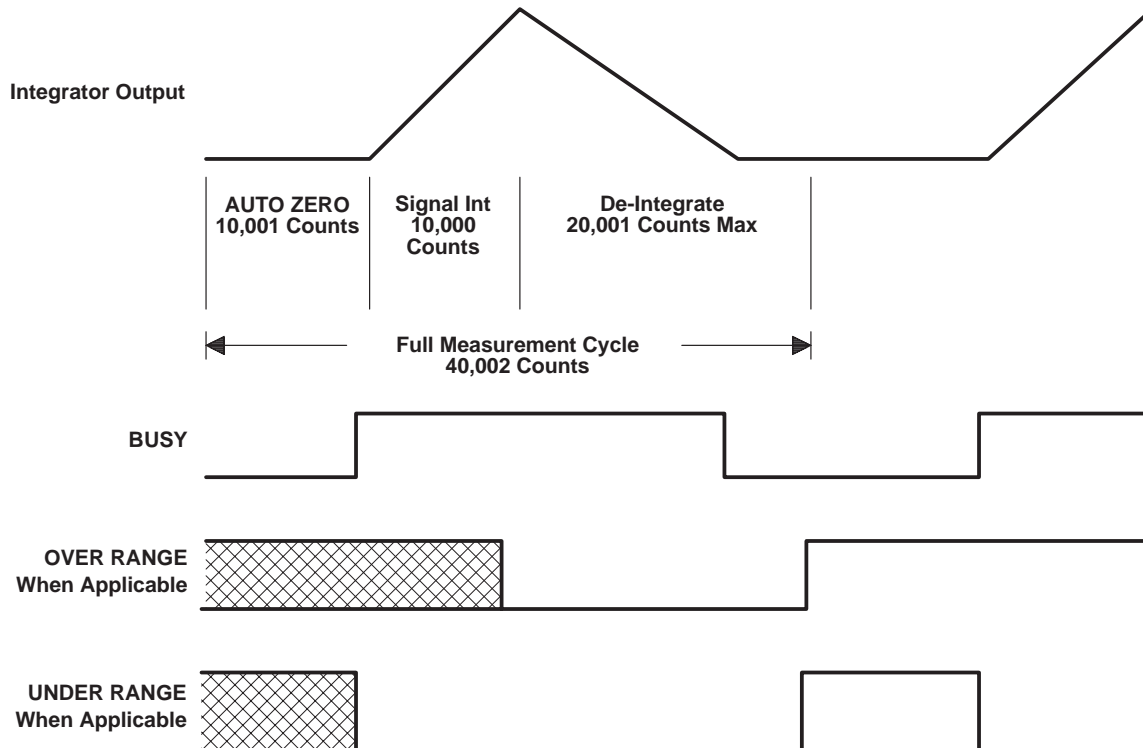 Integrator Output
AUTO ZERO
10,001 Counts
Signal Int
10,000
Counts
De-Integrate
20,001 Counts Max
Full Measurement Cycle
40,002 Counts
BUSY
OVER RANGE
When Applicable
UNDER RANGE
When Applicable